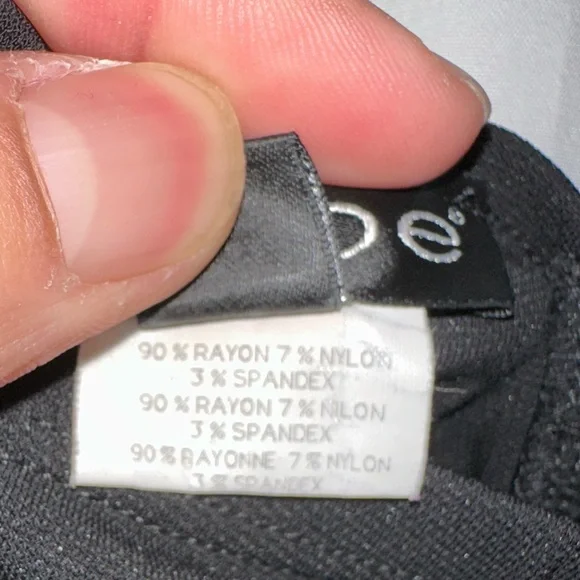 90 % RAYON 7 % NYLON
3 % SPANDEX
90 % RAYON 7 % NILON
3 % SPANDEX
90 % RAYONNE 7 % NYLON
3 % SPANDEX